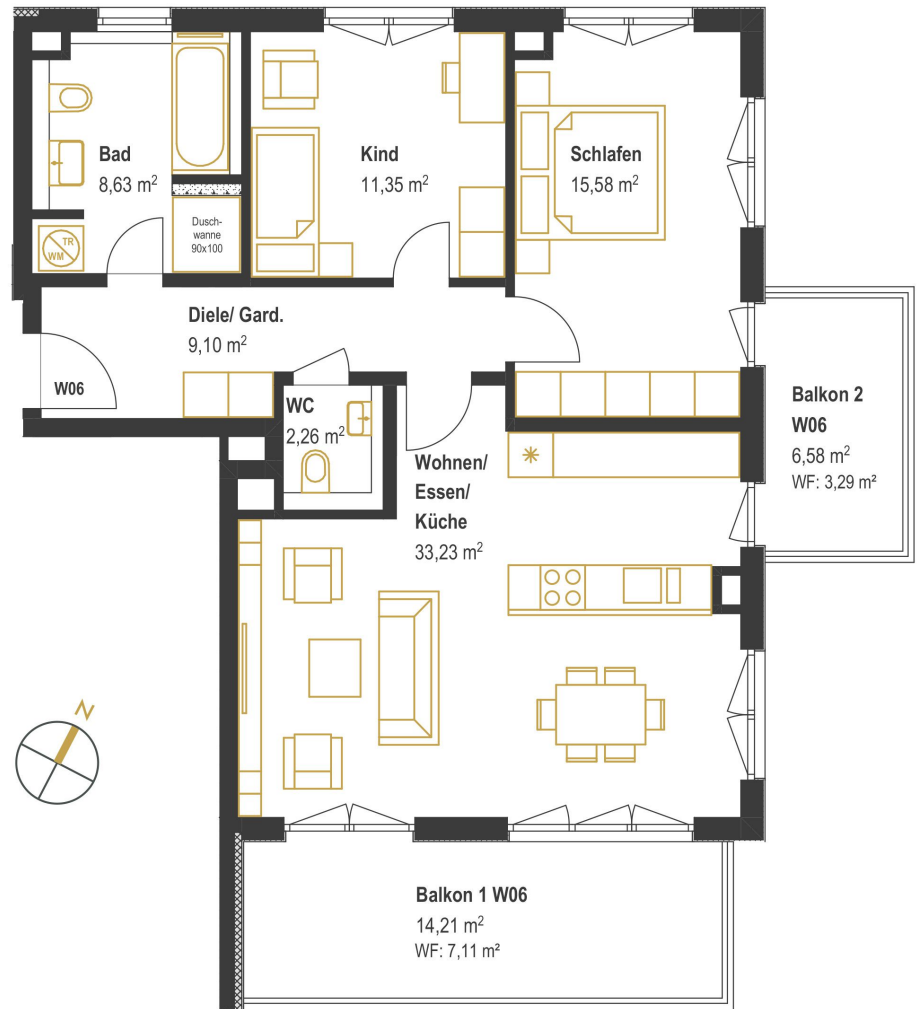 Bad
8,63 m²
Kind
11,35 m²
Schlafen
15,58 m²
Dusch-
wanne
90x100
TR
WM
Diele/ Gard.
9,10 m²
W06
WC
2,26 m²
Wohnen/
Essen/
Küche
33,23 m²
Balkon 2
W06
6,58 m²
WF: 3,29 m²
N
Balkon 1 W06
14,21 m²
WF: 7,11 m²